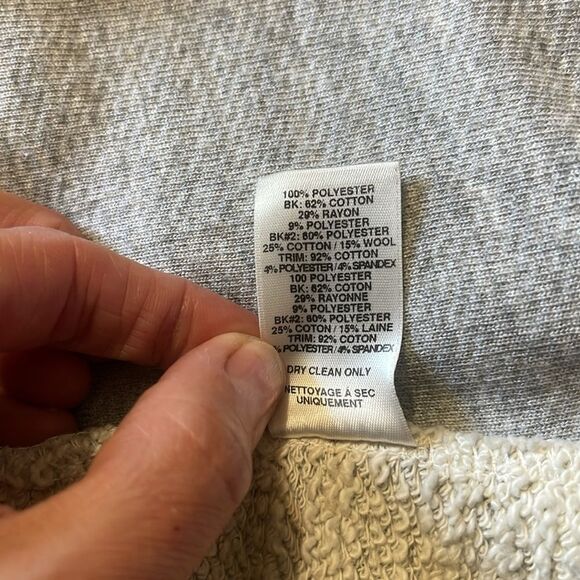 100% POLYESTER
BK: 62% COTTON
29% RAYON
9% POLYESTER
BK#2: 60% POLYESTER
25% COTTON / 15% WOOL
TRIM: 92% COTTON
4% POLYESTER / 4% SPANDEX
100 POLYESTER
BK: 62% COTON
29% RAYONNE
9% POLYESTER
BK#2: 60% POLYESTER
25% COTON / 15% LAINE
TRIM: 92% COTON
% POLYESTER / 4% SPANDEX
DRY CLEAN ONLY
NETTOYAGE À SEC
UNIQUEMENT